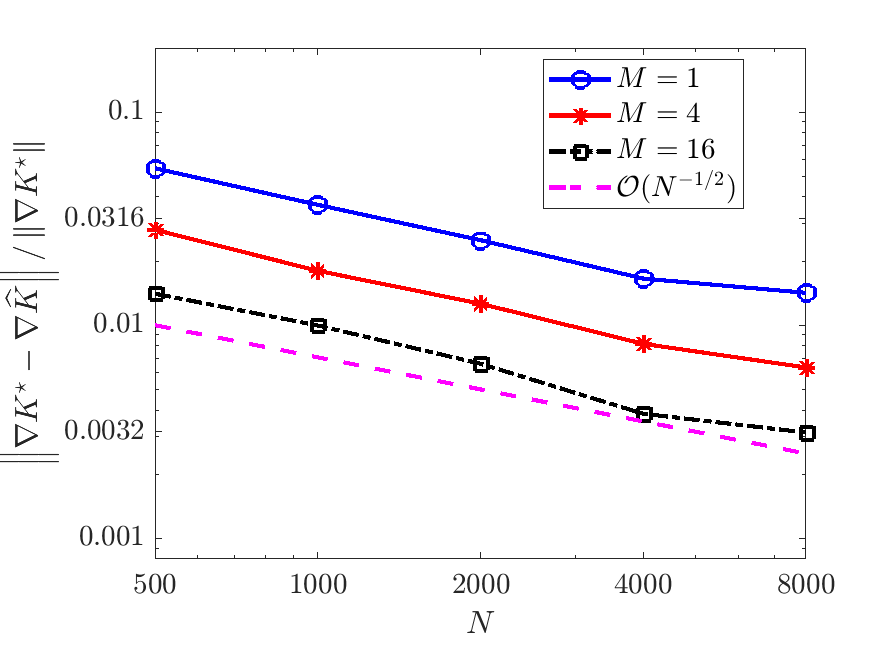 ‖∇K⋆ − ∇K̂‖ / ‖∇K⋆‖
0.1
0.0316
0.01
0.0032
0.001
M = 1
M = 4
M = 16
𝒪(N^{−1/2})
500 1000 2000 4000 8000
N